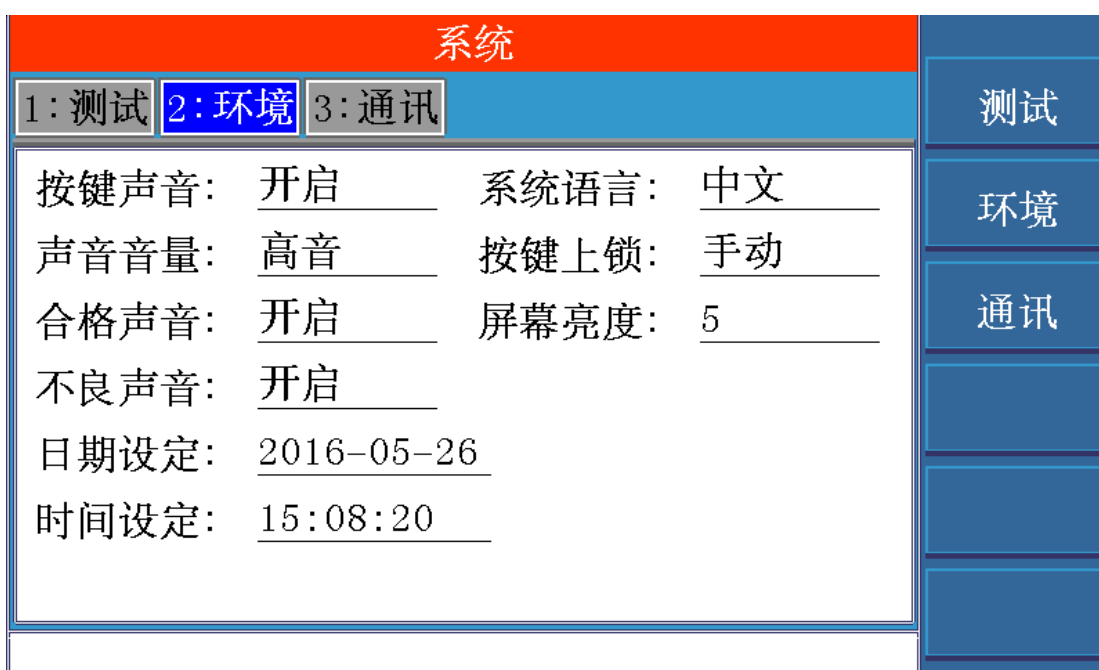 系统
1:测试 2:环境 3:通讯
按键声音: 开启 系统语言: 中文
声音音量: 高音 按键上锁: 手动
合格声音: 开启 屏幕亮度: 5
不良声音: 开启
日期设定: 2016-05-26
时间设定: 15:08:20
测试
环境
通讯